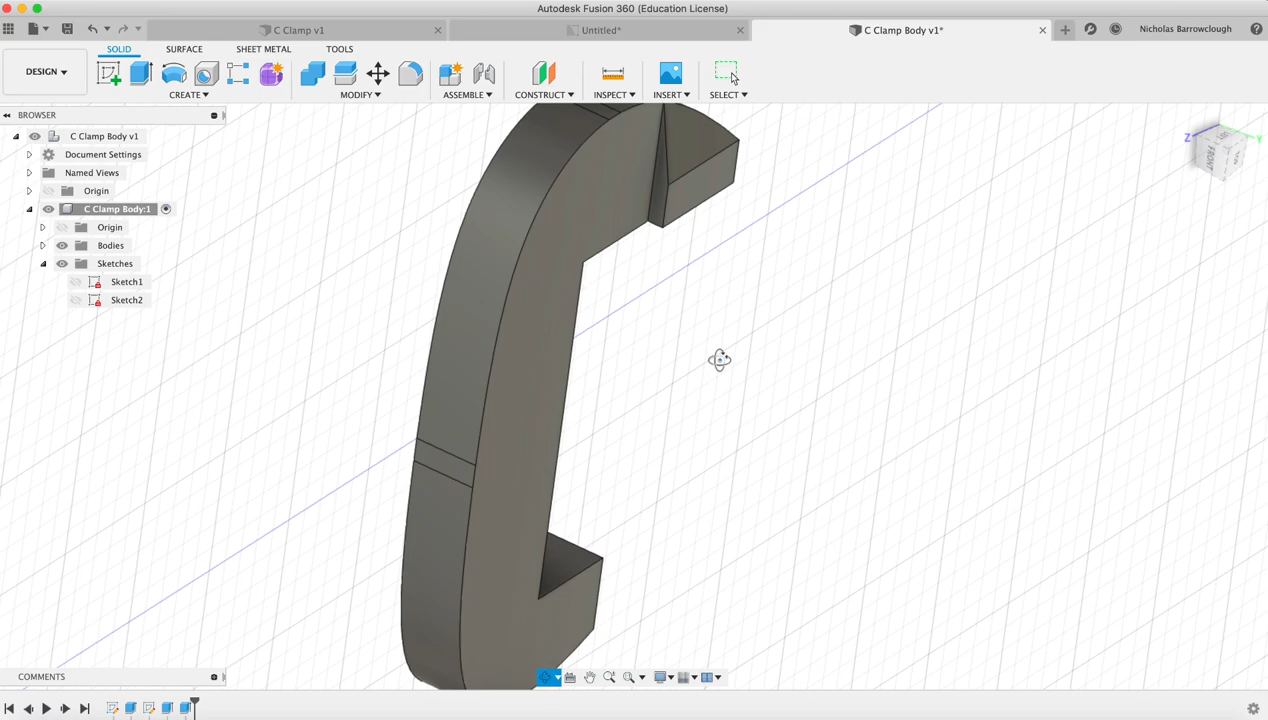 Autodesk Fusion 360 (Education License)
C Clamp v1
Untitled*
C Clamp Body v1*
Nicholas Barrowclough
SOLID SURFACE SHEET METAL TOOLS
DESIGN
CREATE MODIFY ASSEMBLE CONSTRUCT INSPECT INSERT SELECT
BROWSER
C Clamp Body v1
Document Settings
Named Views
Origin
C Clamp Body:1
Origin
Bodies
Sketches
Sketch1
Sketch2
Z
Y
FRONT
COMMENTS